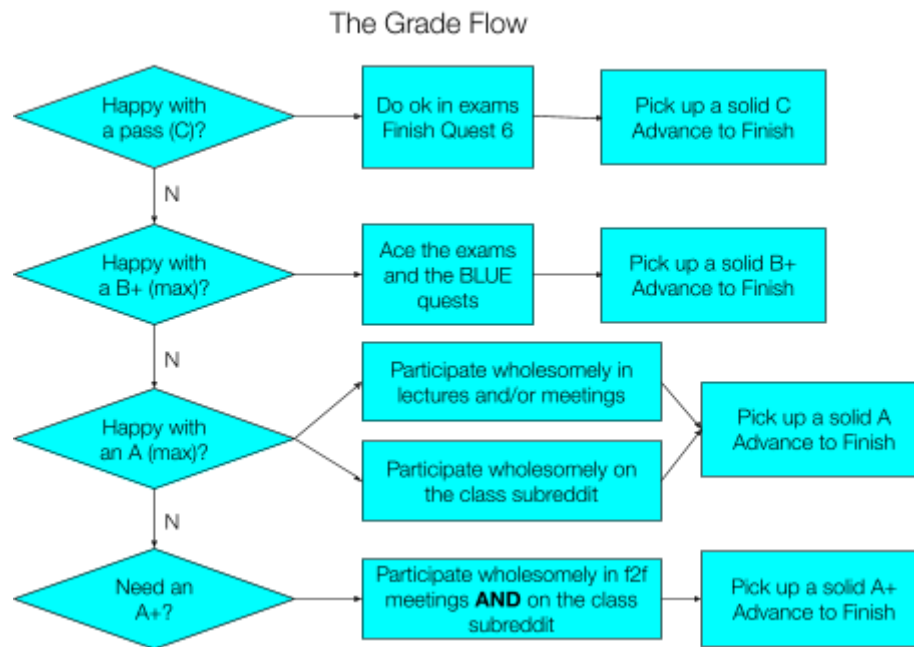 The Grade Flow
Happy with
a pass (C)?
Do ok in exams
Finish Quest 6
Pick up a solid C
Advance to Finish
N
Happy with
a B+ (max)?
Ace the exams
and the BLUE
quests
Pick up a solid B+
Advance to Finish
N
Happy with
an A (max)?
Participate wholesomely in
lectures and/or meetings
Participate wholesomely on
the class subreddit
Pick up a solid A
Advance to Finish
N
Need an
A+?
Participate wholesomely in f2f
meetings AND on the class
subreddit
Pick up a solid A+
Advance to Finish